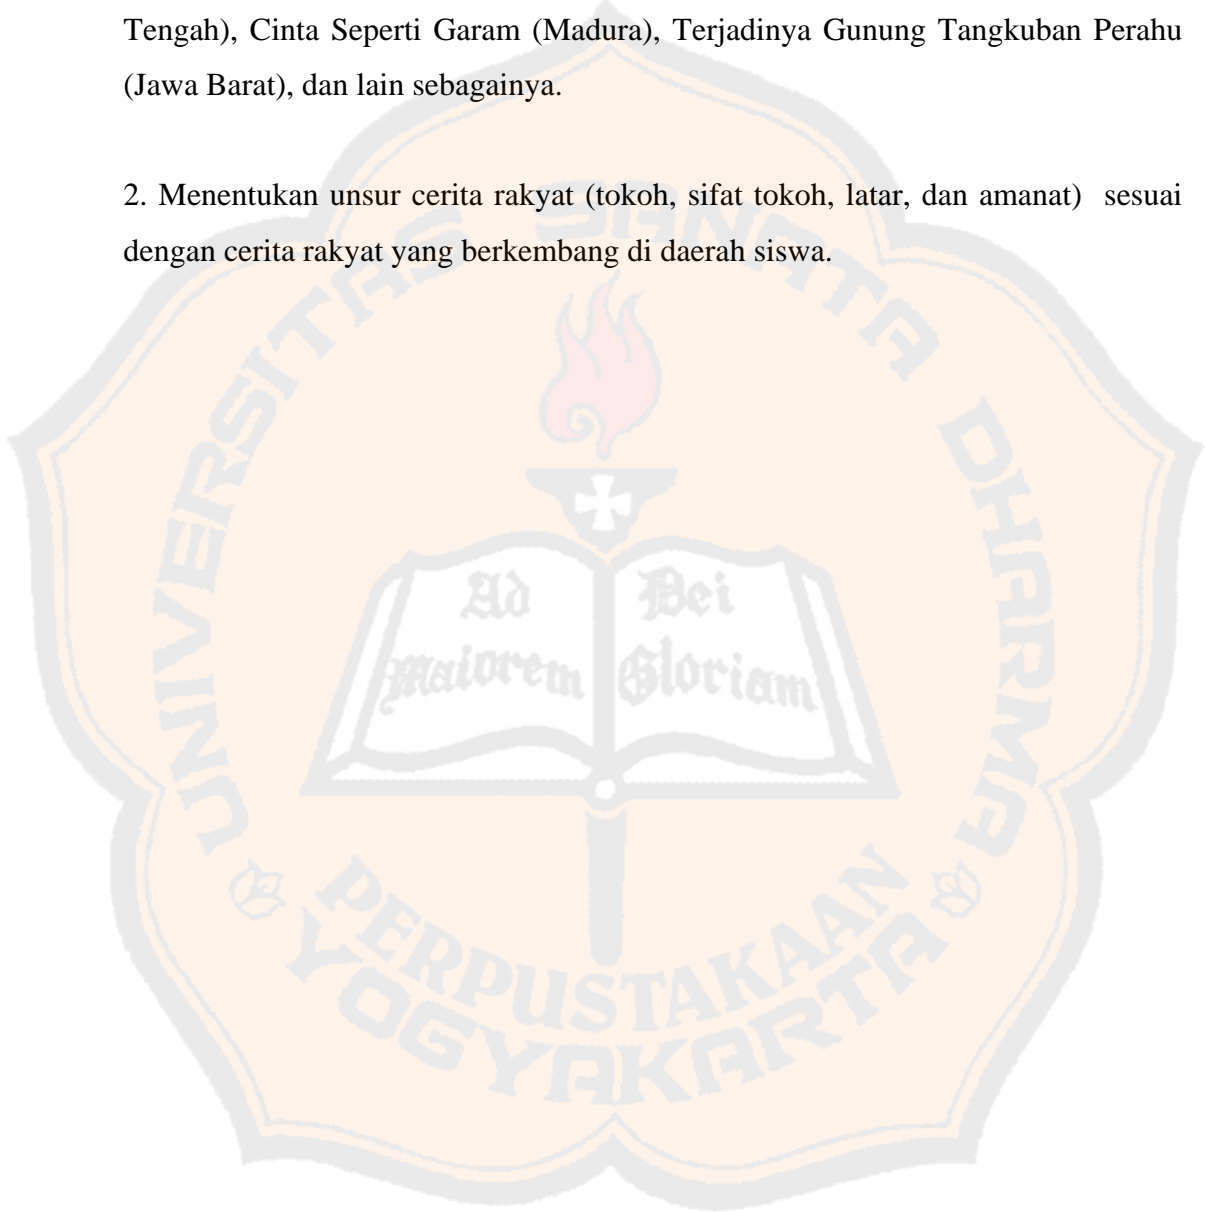 Tengah), Cinta Seperti Garam (Madura), Terjadinya Gunung Tangkuban Perahu
(Jawa Barat), dan lain sebagainya.
2. Menentukan unsur cerita rakyat (tokoh, sifat tokoh, latar, dan amanat) sesuai
dengan cerita rakyat yang berkembang di daerah siswa.
UNIVERSITAS SANATA DHARMA
Ad
Maiorem
Dei
Gloriam
PERPUSTAKAAN
YOGYAKARTA